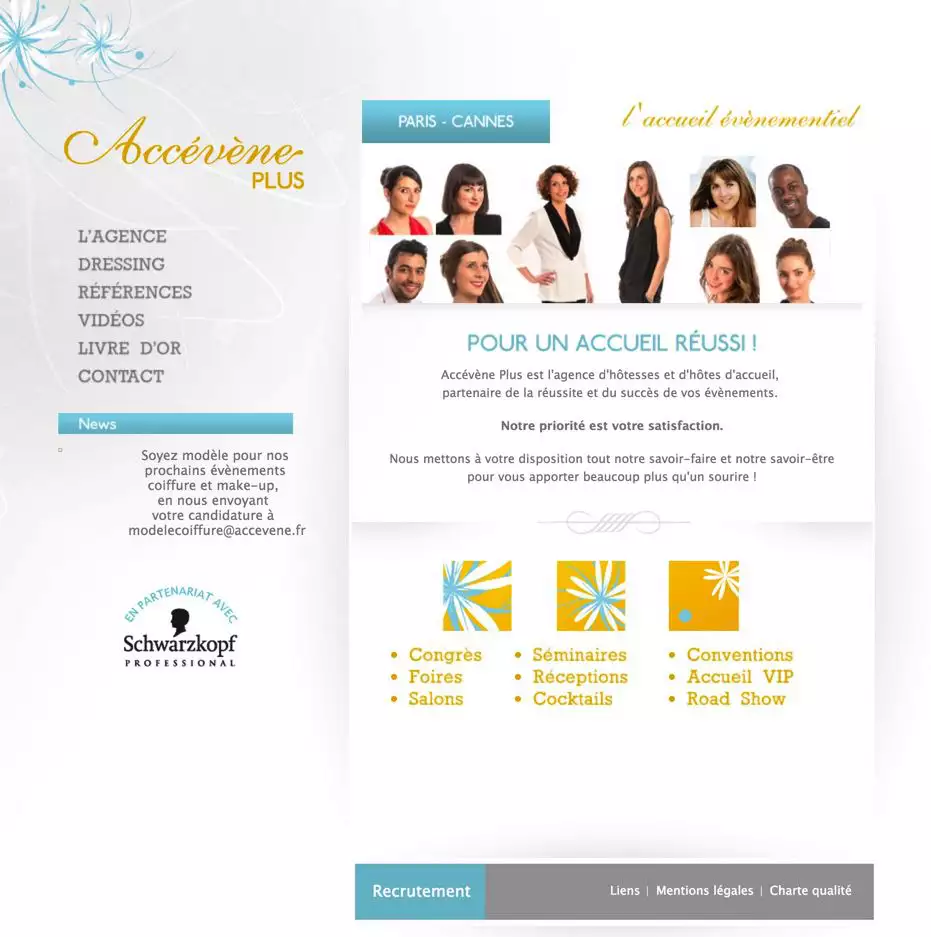 Accévène
PLUS
L'AGENCE
DRESSING
RÉFÉRENCES
VIDÉOS
LIVRE D'OR
CONTACT
News
Soyez modèle pour nos
prochains évènements
coiffure et make-up,
en nous envoyant
votre candidature à
modelecoiffure@accevene.fr
EN PARTENARIAT AVEC
Schwarzkopf
PROFESSIONAL
PARIS - CANNES
l'accueil évènementiel
POUR UN ACCUEIL RÉUSSI !
Accévène Plus est l'agence d'hôtesses et d'hôtes d'accueil,
partenaire de la réussite et du succès de vos évènements.
Notre priorité est votre satisfaction.
Nous mettons à votre disposition tout notre savoir-faire et notre savoir-être
pour vous apporter beaucoup plus qu'un sourire !
• Congrès
• Foires
• Salons
• Séminaires
• Réceptions
• Cocktails
• Conventions
• Accueil VIP
• Road Show
Recrutement
Liens | Mentions légales | Charte qualité